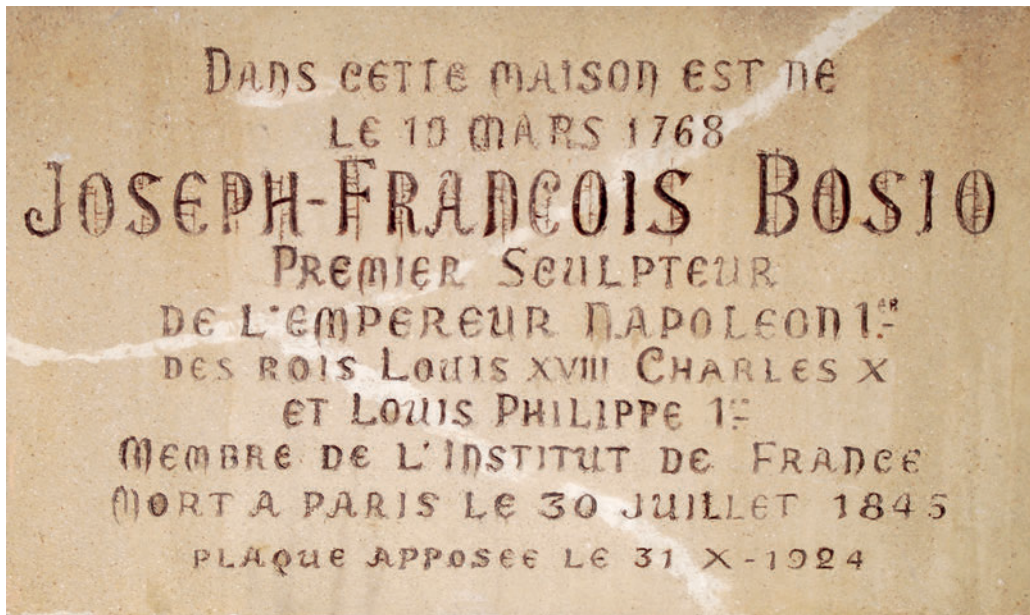 DANS CETTE MAISON EST NE
LE 19 MARS 1768
JOSEPH-FRANCOIS BOSIO
PREMIER SCULPTEUR
DE L'EMPEREUR NAPOLEON 1ER
DES ROIS LOUIS XVIII CHARLES X
ET LOUIS PHILIPPE 1ER
MEMBRE DE L'INSTITUT DE FRANCE
MORT A PARIS LE 30 JUILLET 1845
PLAQUE APPOSEE LE 31 X-1924